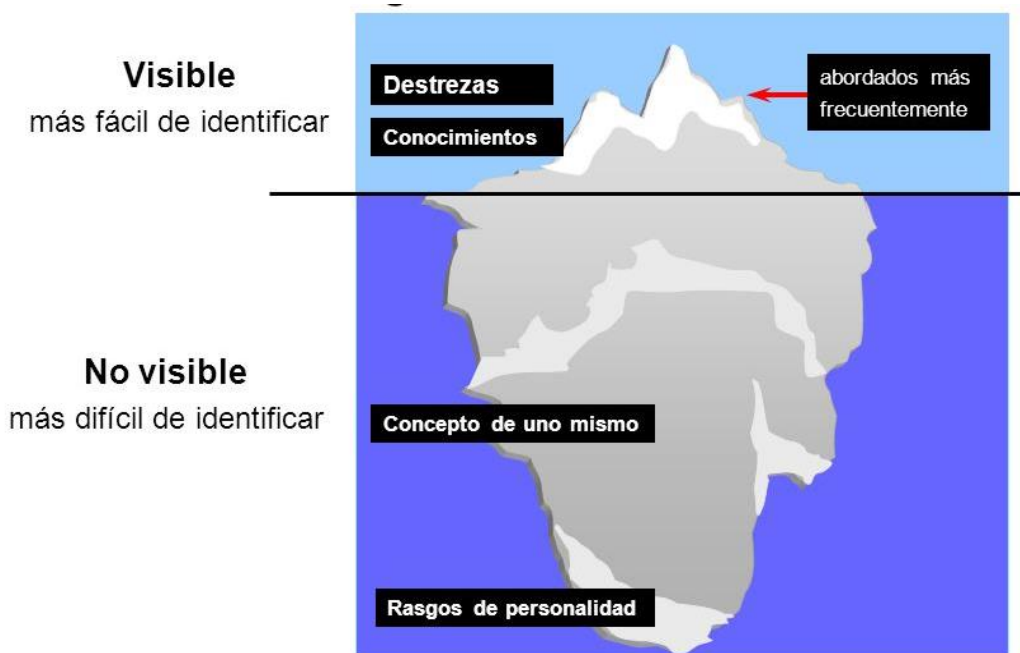 Visible
más fácil de identificar
Destrezas
Conocimientos
abordados más
frecuentemente
No visible
más difícil de identificar
Concepto de uno mismo
Rasgos de personalidad